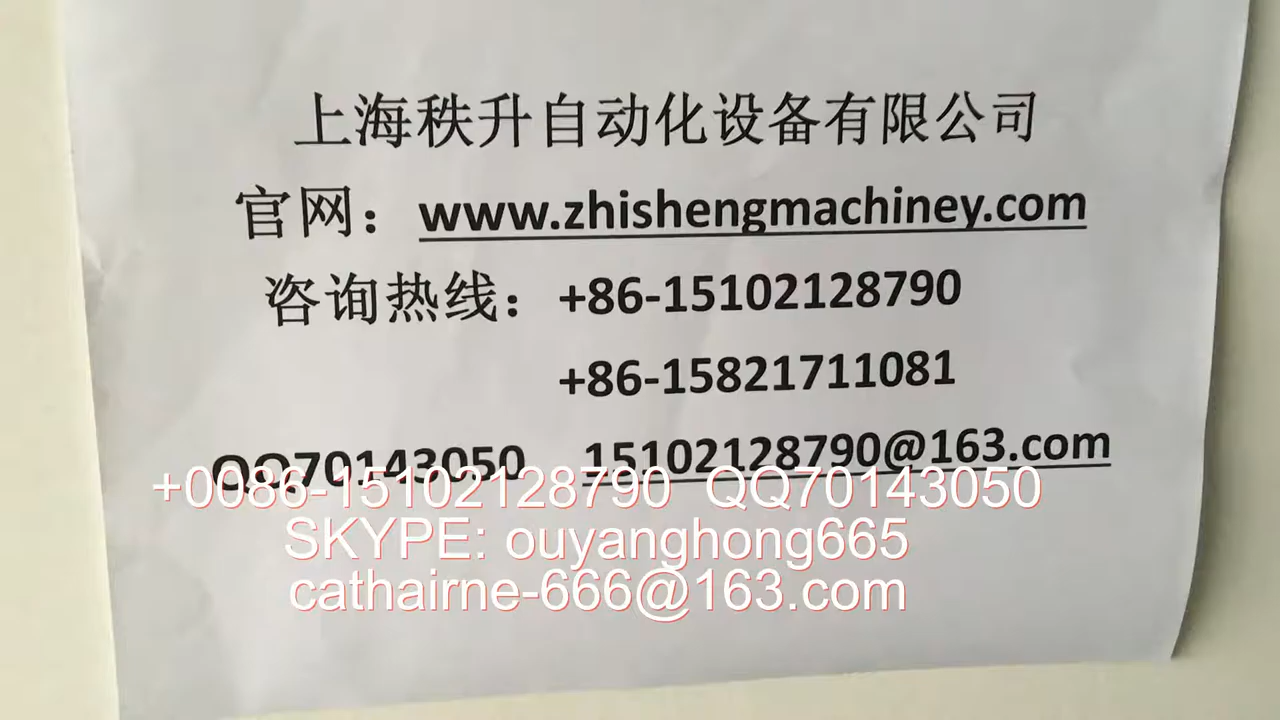 上海秩升自动化设备有限公司
官网：www.zhishengmachiney.com
咨询热线：+86-15102128790
+86-15821711081
QQ70143050 15102128790@163.com
+0086-15102128790 QQ70143050
SKYPE: ouyanghong665
cathairne-666@163.com